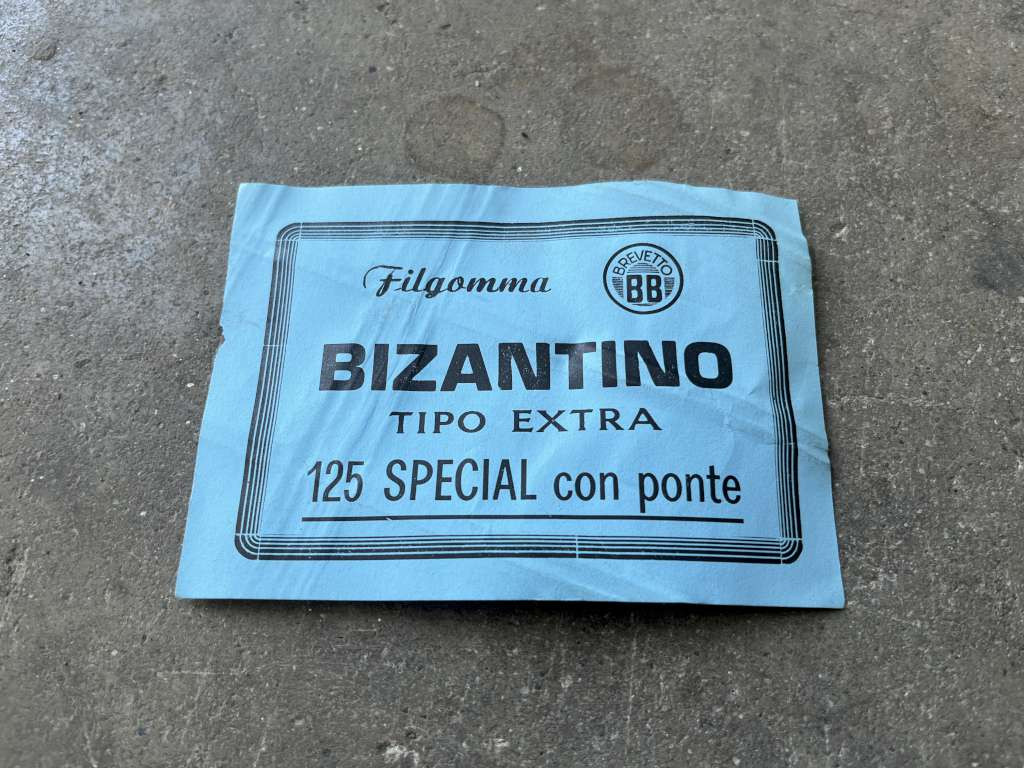 Filgomma
BREVETTO
BB
BIZANTINO
TIPO EXTRA
125 SPECIAL con ponte